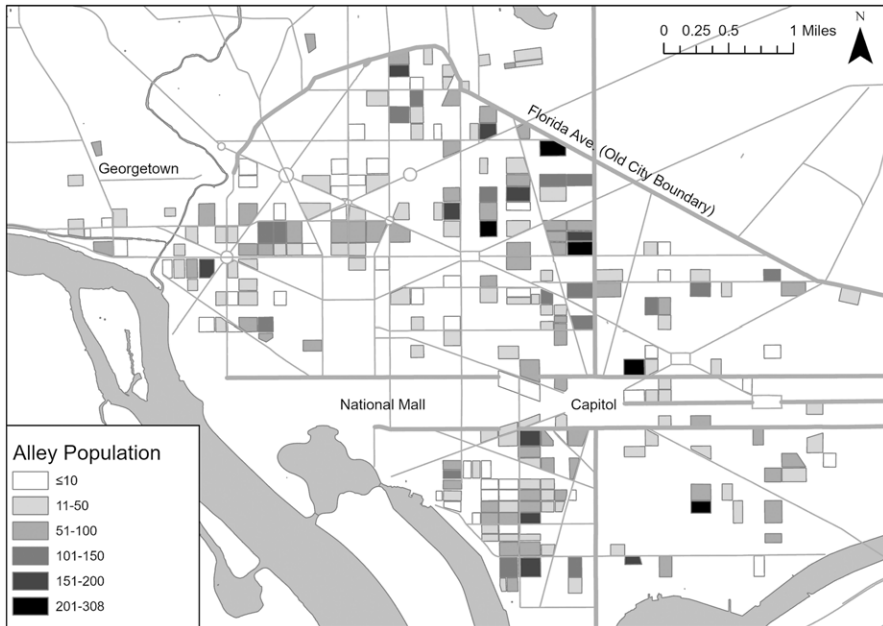 N
0 0.25 0.5 1 Miles
Florida Ave. (Old City Boundary)
Georgetown
National Mall
Capitol
Alley Population
≤10
11-50
51-100
101-150
151-200
201-308